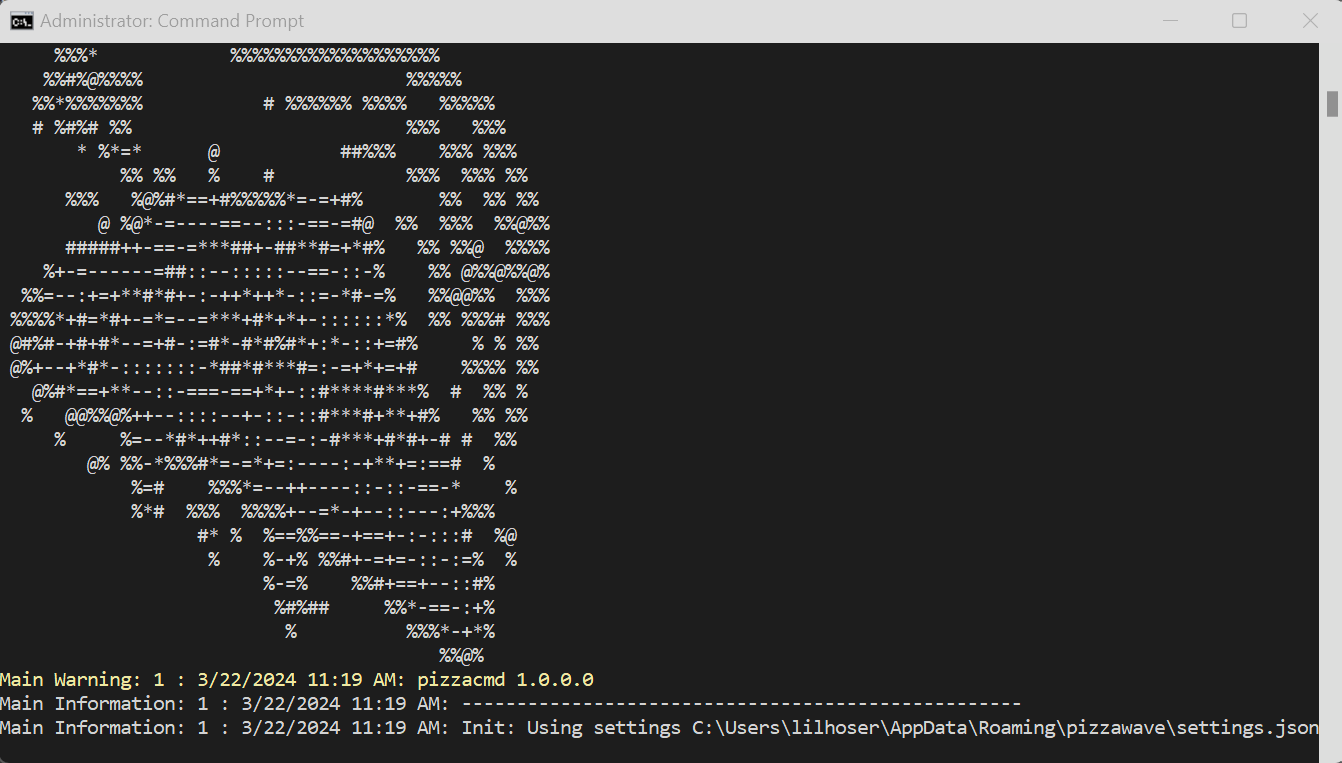 Administrator: Command Prompt
Main Warning: 1 : 3/22/2024 11:19 AM: pizzacmd 1.0.0.0
Main Information: 1 : 3/22/2024 11:19 AM: ---------------------------------------------------
Main Information: 1 : 3/22/2024 11:19 AM: Init: Using settings C:\Users\lilhoser\AppData\Roaming\pizzawave\settings.json